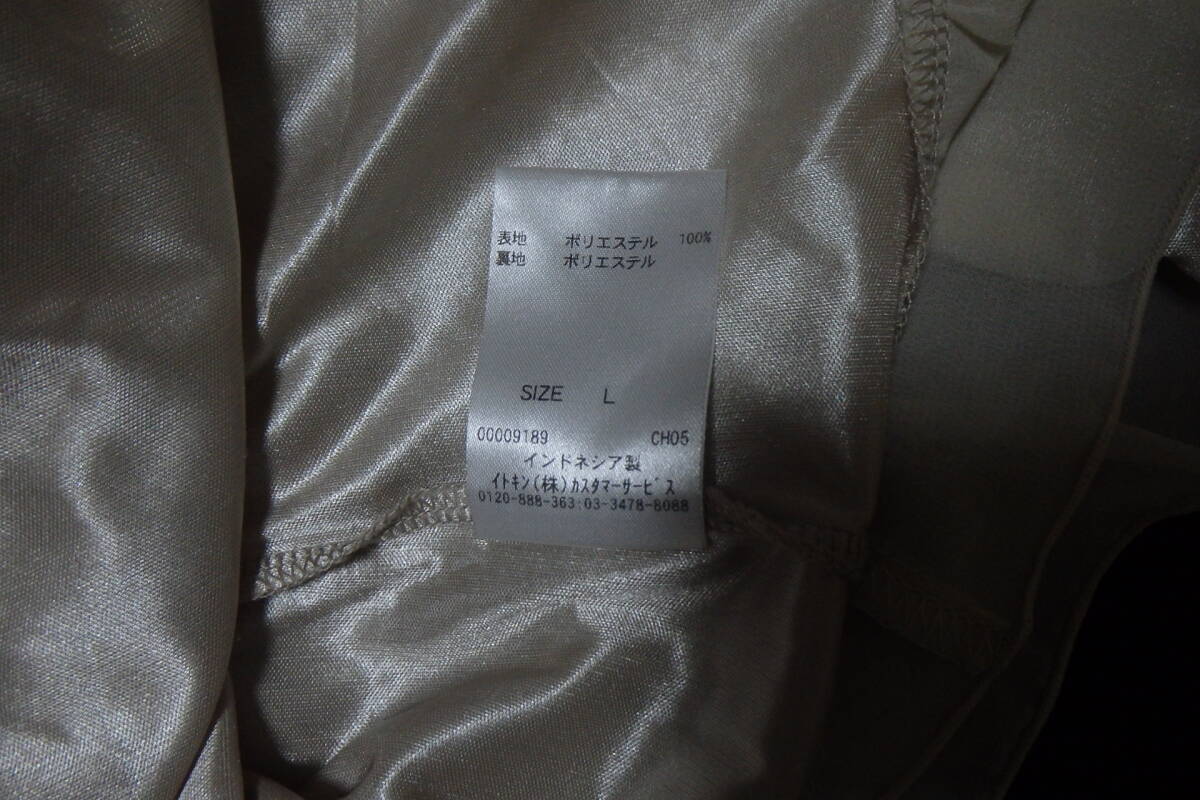 表地 ポリエステル 100%
裏地 ポリエステル
SIZE L
00009189 CH05
インドネシア製
イトキン(株)カスタマーサービス
0120-888-363:03-3478-8088